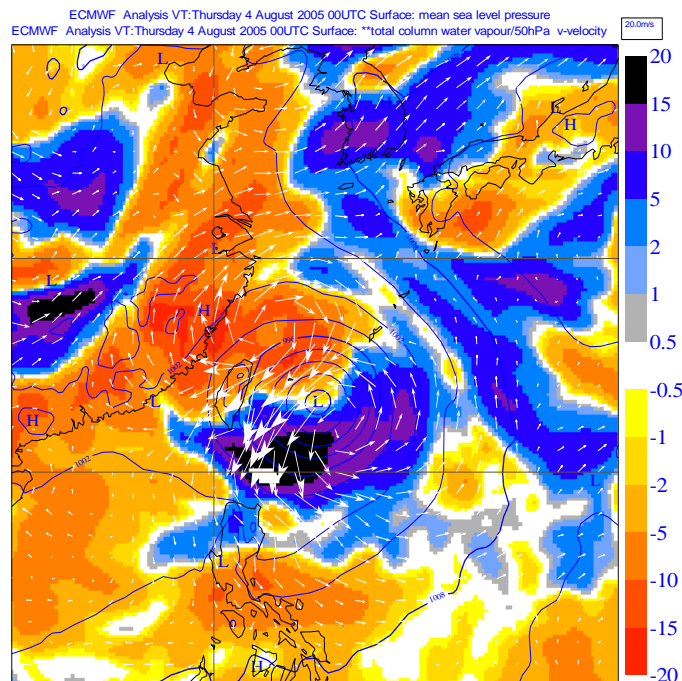 ECMWF Analysis VT:Thursday 4 August 2005 00UTC Surface: mean sea level pressure
ECMWF Analysis VT:Thursday 4 August 2005 00UTC Surface: **total column water vapour/50hPa v-velocity
20.0m/s
20
15
10
5
2
1
0.5
-0.5
-1
-2
-5
-10
-15
-20
L
L
H
L
H
L
H
L
L
L
H
1002
1002
1008